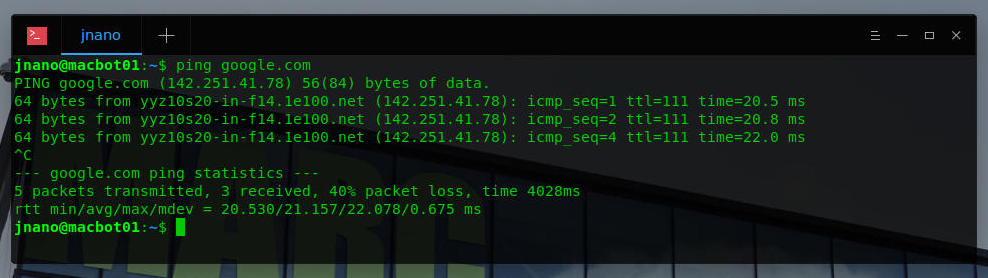 jnano
jnano@macbot01:~$ ping google.com
PING google.com (142.251.41.78) 56(84) bytes of data.
64 bytes from yyz10s20-in-f14.1e100.net (142.251.41.78): icmp_seq=1 ttl=111 time=20.5 ms
64 bytes from yyz10s20-in-f14.1e100.net (142.251.41.78): icmp_seq=2 ttl=111 time=20.8 ms
64 bytes from yyz10s20-in-f14.1e100.net (142.251.41.78): icmp_seq=4 ttl=111 time=22.0 ms
^C
--- google.com ping statistics ---
5 packets transmitted, 3 received, 40% packet loss, time 4028ms
rtt min/avg/max/mdev = 20.530/21.157/22.078/0.675 ms
jnano@macbot01:~$